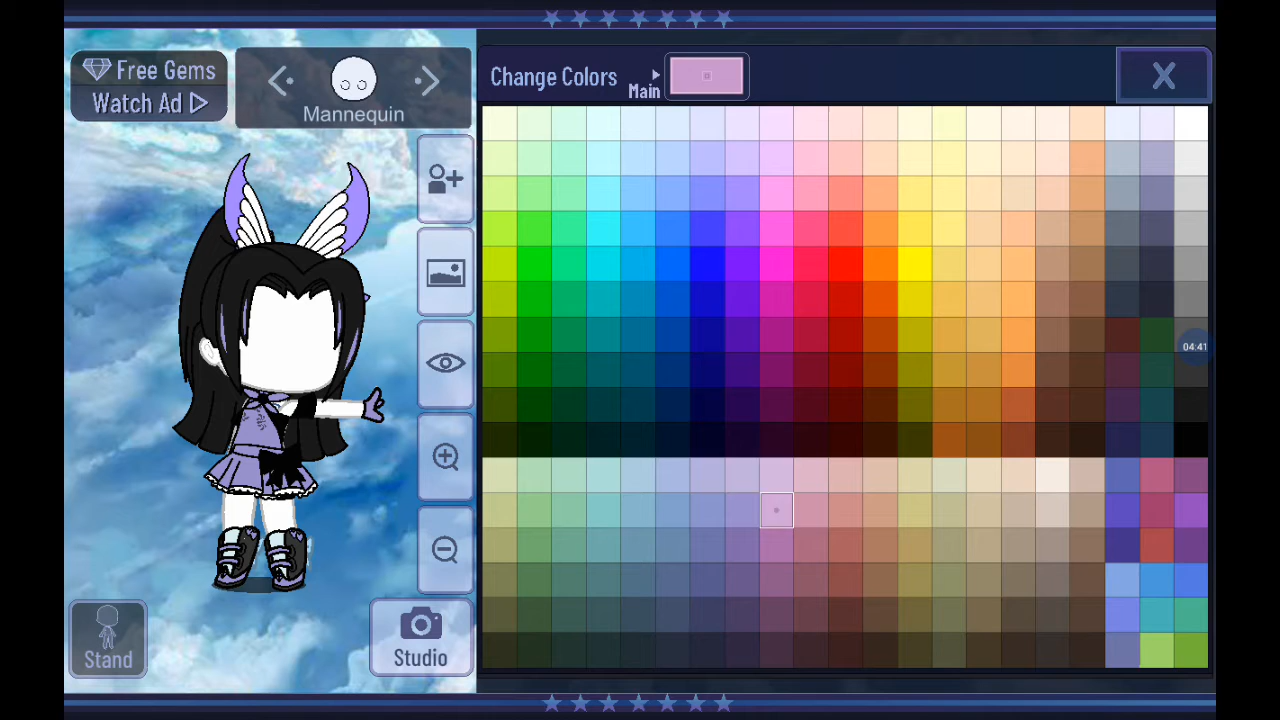 Free Gems
Watch Ad
Mannequin
Change Colors
Main
X
04:41
Stand
Studio